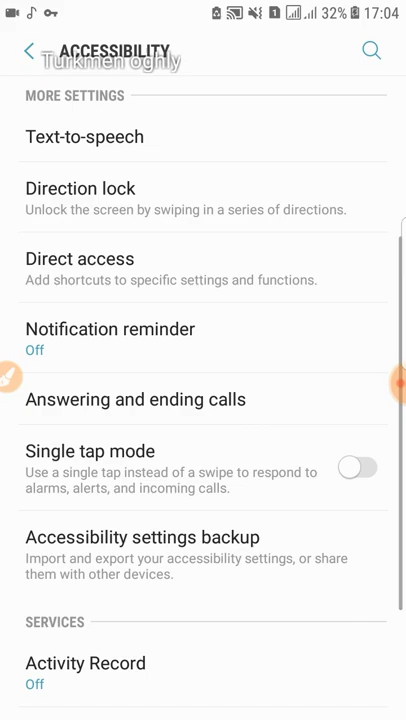 32% 17:04
ACCESSIBILITY
Turkmen oghly
MORE SETTINGS
Text-to-speech
Direction lock
Unlock the screen by swiping in a series of directions.
Direct access
Add shortcuts to specific settings and functions.
Notification reminder
Off
Answering and ending calls
Single tap mode
Use a single tap instead of a swipe to respond to
alarms, alerts, and incoming calls.
Accessibility settings backup
Import and export your accessibility settings, or share
them with other devices.
SERVICES
Activity Record
Off